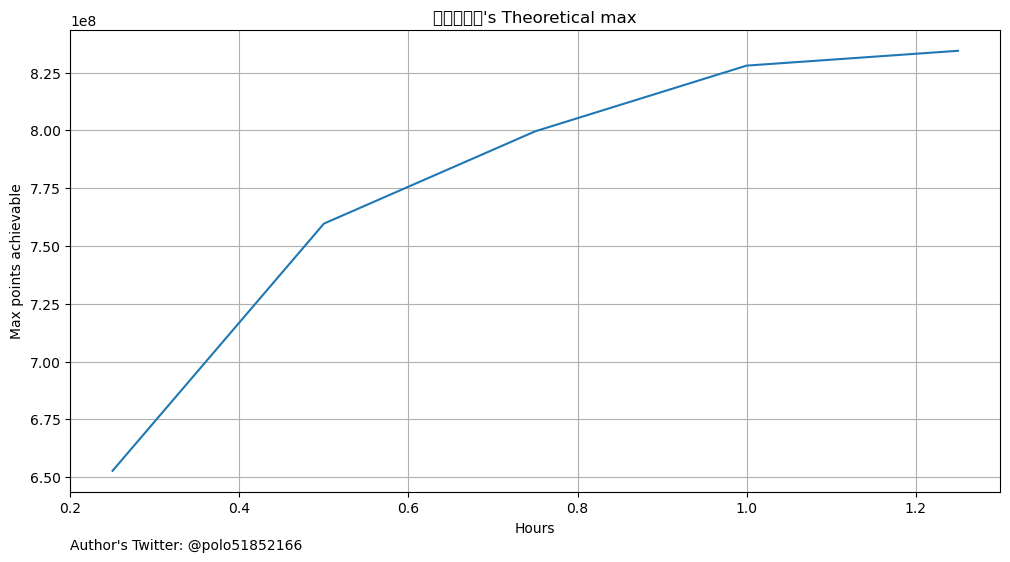 's Theoretical max
1e8
Max points achievable
8.25
8.00
7.75
7.50
7.25
7.00
6.75
6.50
0.2 0.4 0.6 0.8 1.0 1.2
Hours
Author's Twitter: @polo51852166